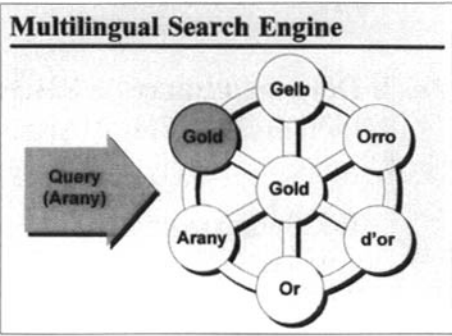 Multilingual Search Engine
Gelb
Gold
Orro
Query
(Arany)
Gold
Arany
d'or
Or